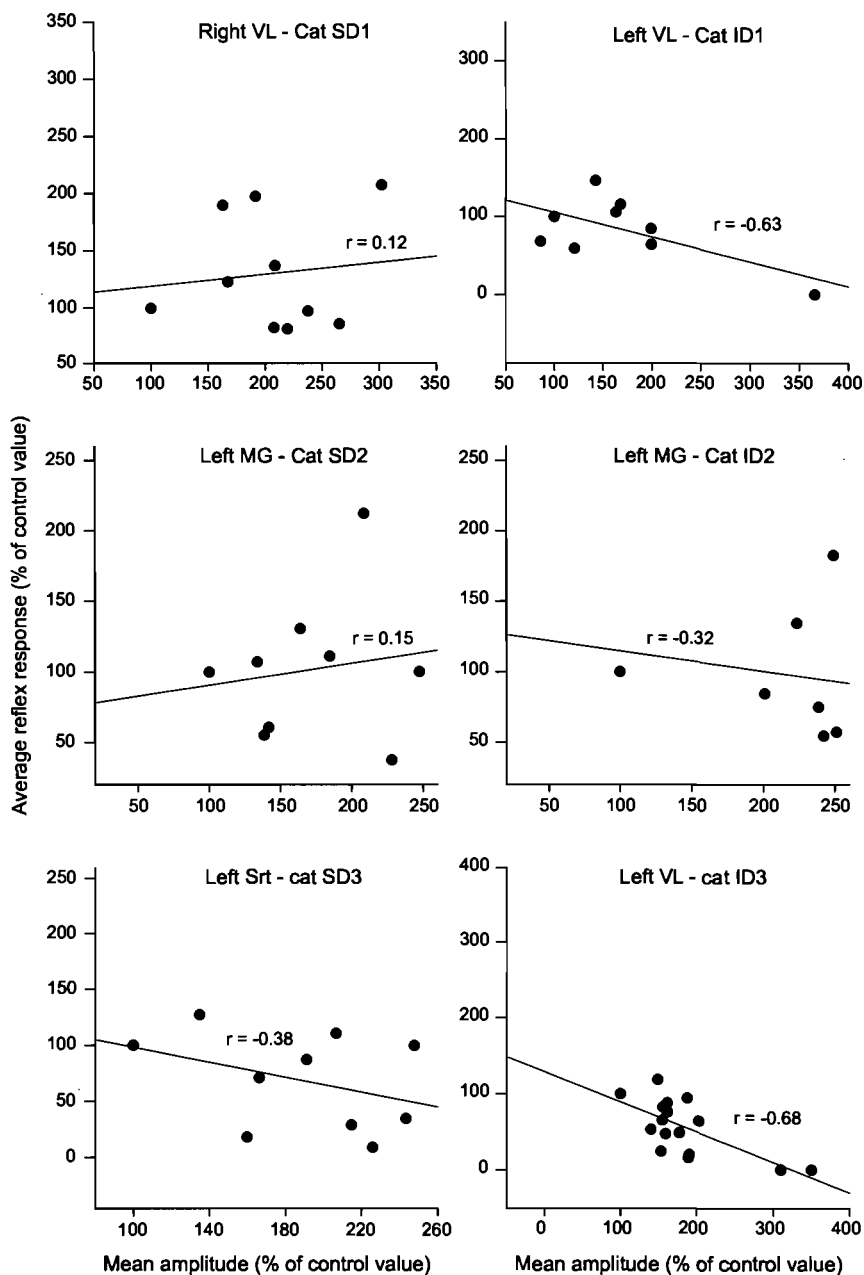 Right VL - Cat SD1
350
300
250
200
150
100
50
r = 0.12
50 100 150 200 250 300 350
Left VL - Cat ID1
300
200
100
0
r = -0.63
50 100 150 200 250 300 350 400
Average reflex response (% of control value)
Left MG - Cat SD2
250
200
150
100
50
r = 0.15
50 100 150 200 250
Left MG - Cat ID2
250
200
150
100
50
r = -0.32
50 100 150 200 250
Left Srt - cat SD3
250
200
150
100
50
0
r = -0.38
100 140 180 220 260
Mean amplitude (% of control value)
Left VL - cat ID3
400
300
200
100
0
r = -0.68
0 100 200 300 400
Mean amplitude (% of control value)